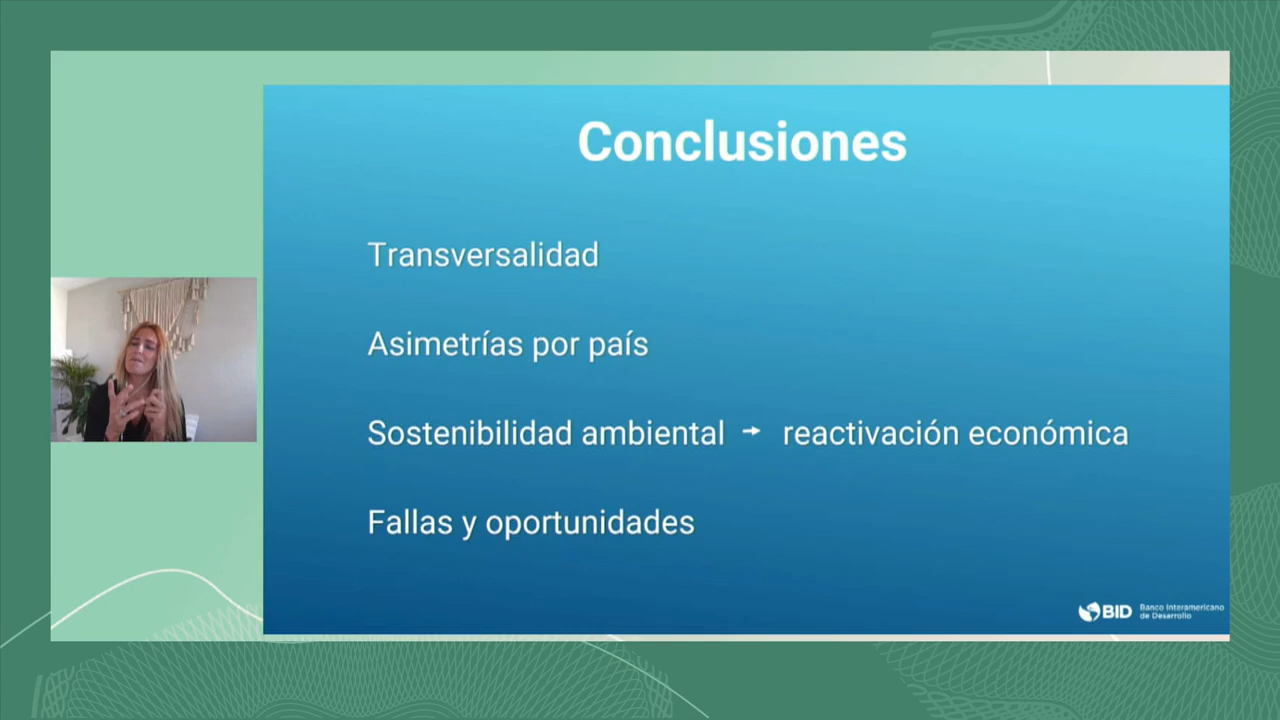 Conclusiones
Transversalidad
Asimetrías por país
Sostenibilidad ambiental → reactivación económica
Fallas y oportunidades
BID
Banco Interamericano
de Desarrollo